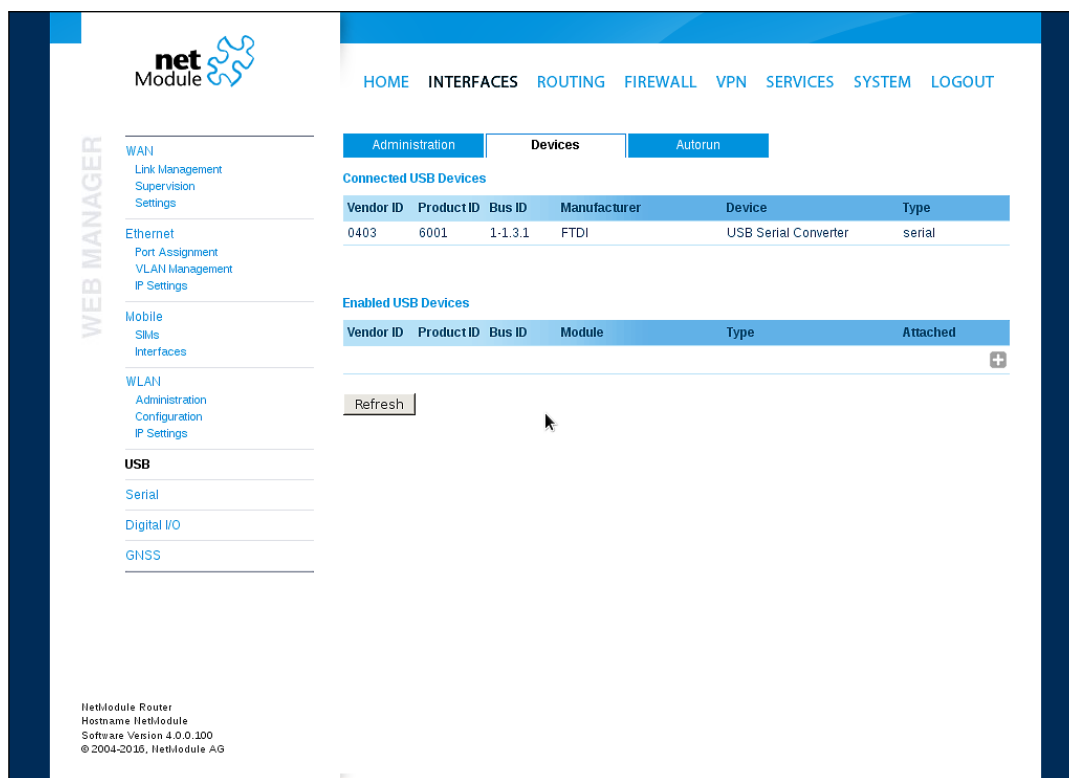 net
Module
HOME INTERFACES ROUTING FIREWALL VPN SERVICES SYSTEM LOGOUT
WEB MANAGER
WAN
Link Management
Supervision
Settings
Ethernet
Port Assignment
VLAN Management
IP Settings
Mobile
SIMs
Interfaces
WLAN
Administration
Configuration
IP Settings
USB
Serial
Digital I/O
GNSS
Administration Devices Autorun
Connected USB Devices
Vendor ID Product ID Bus ID Manufacturer Device Type
0403 6001 1-1.3.1 FTDI USB Serial Converter serial
Enabled USB Devices
Vendor ID Product ID Bus ID Module Type Attached
Refresh
NetModule Router
Hostname NetModule
Software Version 4.0.0.100
© 2004-2016, NetModule AG